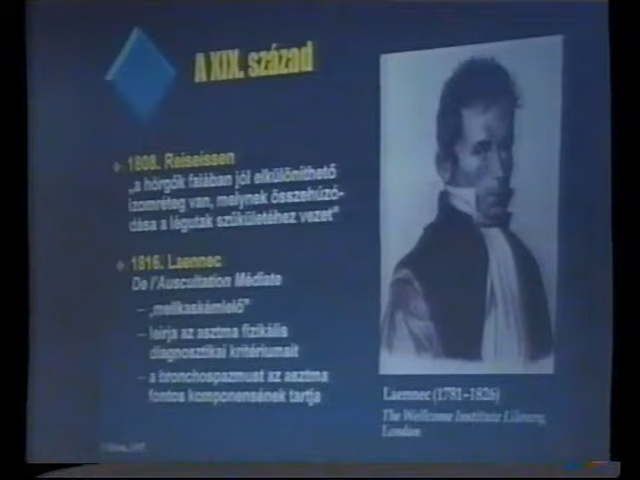 A XIX. század
1808. Reiseissen
„a hörgők falában jól elkülöníthető
izomréteg van, melynek összehúzó-
dása a légutak szűkületéhez vezet"
1816. Laennec
De l'Auscultation Médiate
– „mellkaskémlelő"
– leírja az asztma fizikális
diagnosztikai kritériumait
– a bronchospazmust az asztma
fontos komponensének tartja
Laennec (1781-1826)
The Wellcome Institute Library,
London